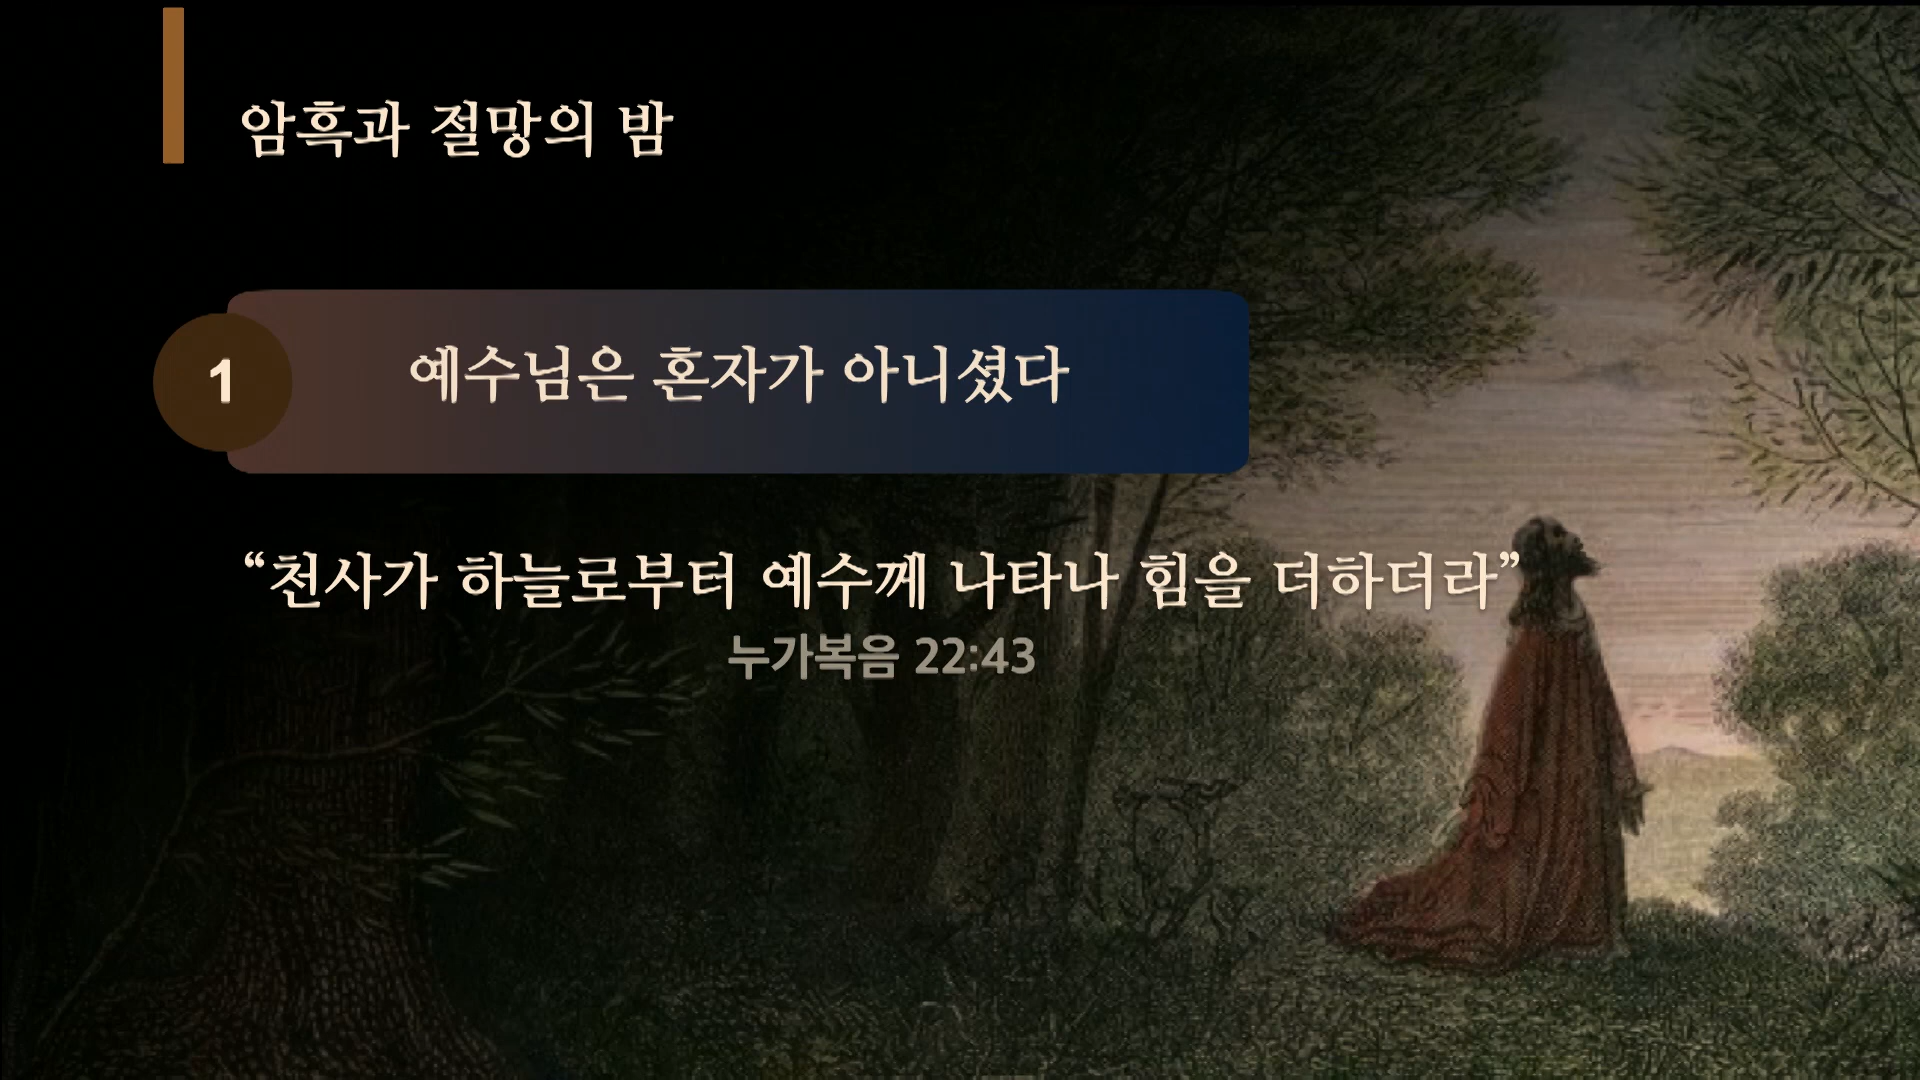 암흑과 절망의 밤
1
예수님은 혼자가 아니셨다
“천사가 하늘로부터 예수께 나타나 힘을 더하더라”
누가복음 22:43